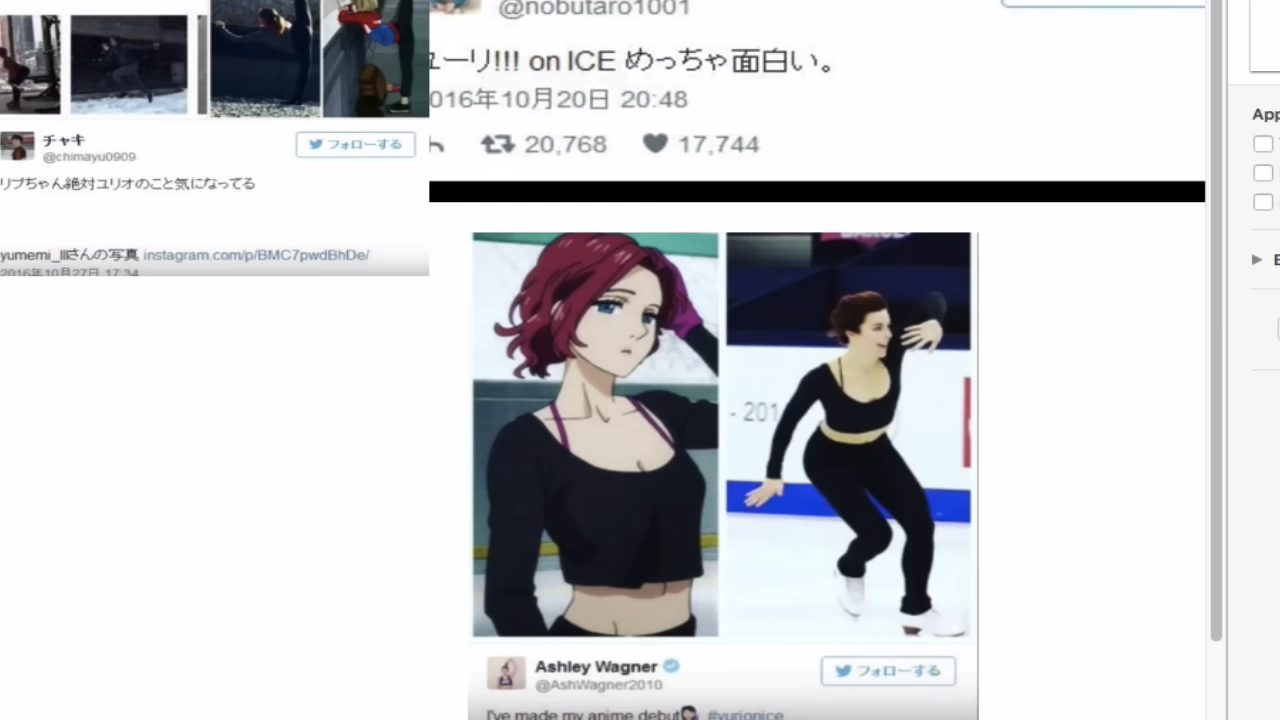 @nobutaro1001
ユーリ!!! on ICE めっちゃ面白い。
016年10月20日 20:48
20,768 17,744
チャキ
フォローする
@chimayu0909
リプちゃん絶対ユリオのこと気になってる
yumemi_lllさんの写真 instagram.com/p/BMC7pwdBhDe/
2016年10月27日 17:34
- 201
Ashley Wagner
フォローする
@AshWagner2010
I've made my anime debut #yurionice
App